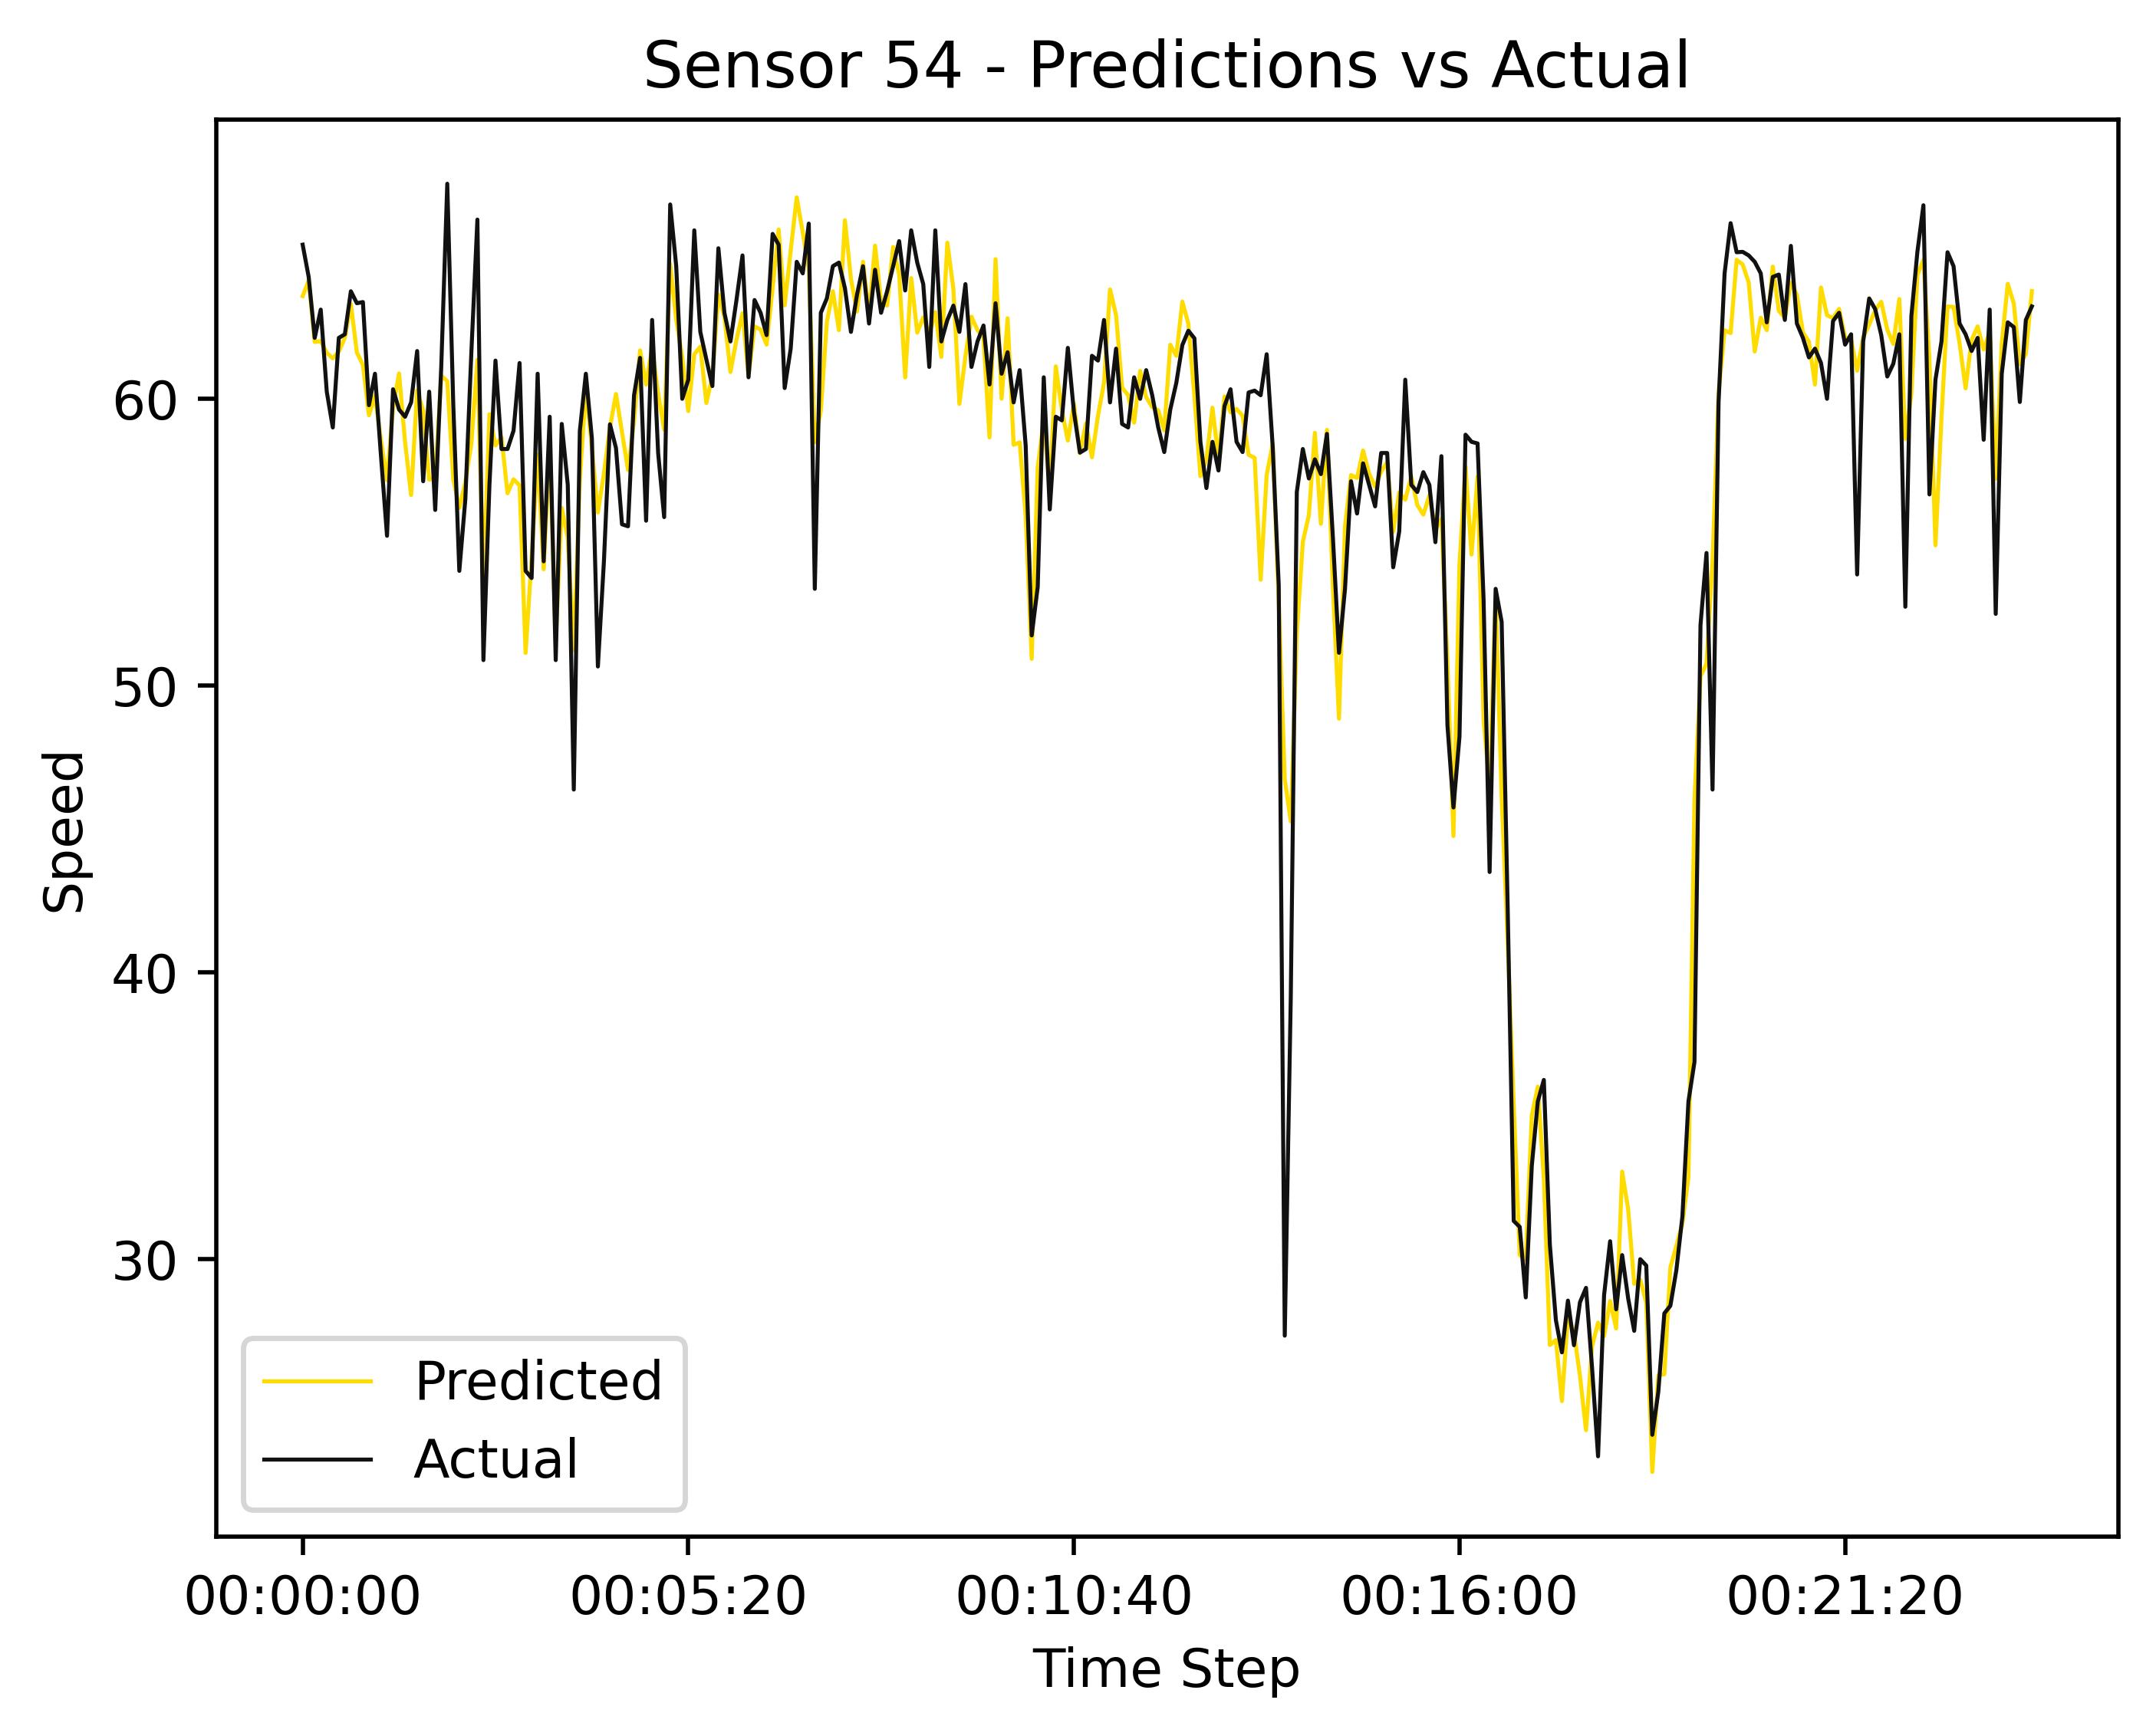 Sensor 54 - Predictions vs Actual
60
50
40
30
Speed
Predicted
Actual
00:00:00 00:05:20 00:10:40 00:16:00 00:21:20
Time Step